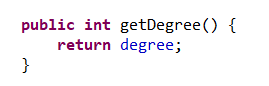 public int getDegree() {
    return degree;
}